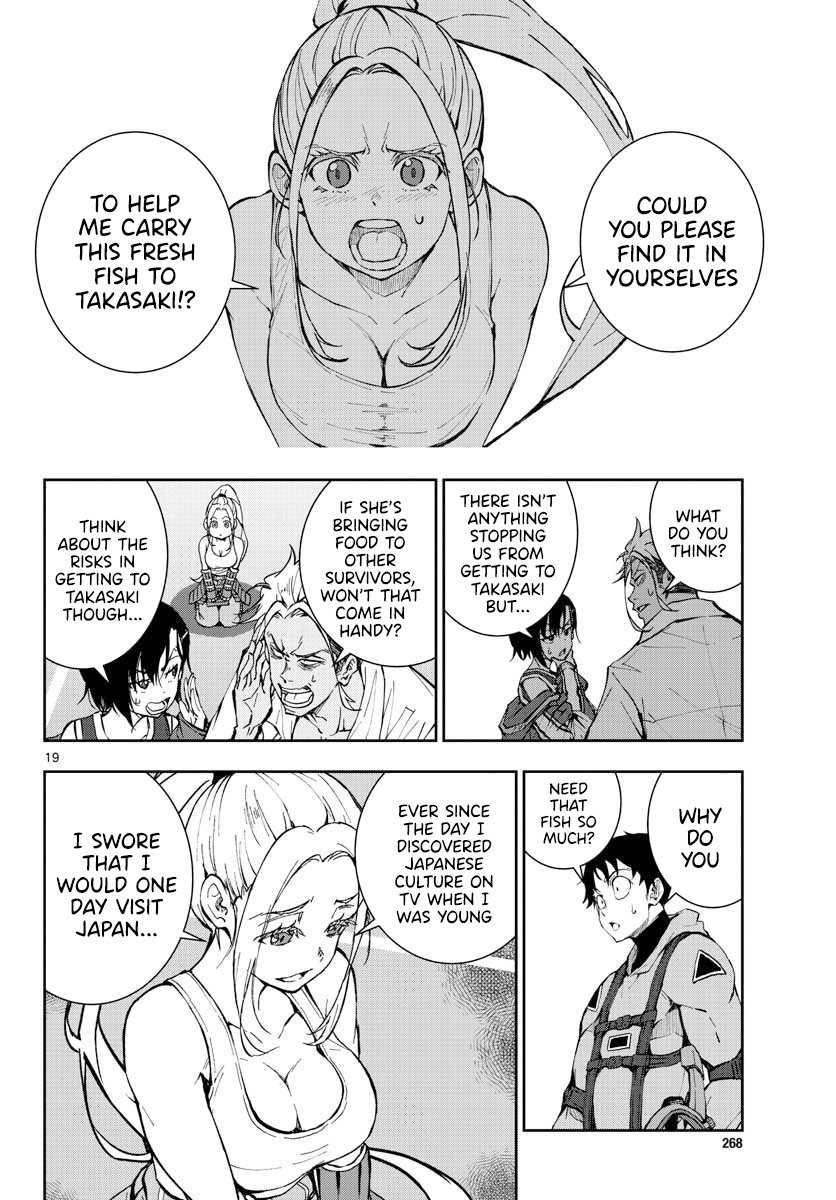 COULD
YOU PLEASE
FIND IT IN
YOURSELVES
TO HELP
ME CARRY
THIS FRESH
FISH TO
TAKASAKI!?
WHAT
DO YOU
THINK?
THERE ISN'T
ANYTHING
STOPPING
US FROM
GETTING TO
TAKASAKI
BUT...
IF SHE'S
BRINGING
FOOD TO
OTHER
SURVIVORS,
WON'T THAT
COME IN
HANDY?
THINK
ABOUT THE
RISKS IN
GETTING TO
TAKASAKI
THOUGH...
19
WHY
DO
YOU
NEED
THAT
FISH SO
MUCH?
EVER SINCE
THE DAY I
DISCOVERED
JAPANESE
CULTURE ON
TV WHEN I
WAS YOUNG
I SWORE
THAT I
WOULD ONE
DAY VISIT
JAPAN...
268